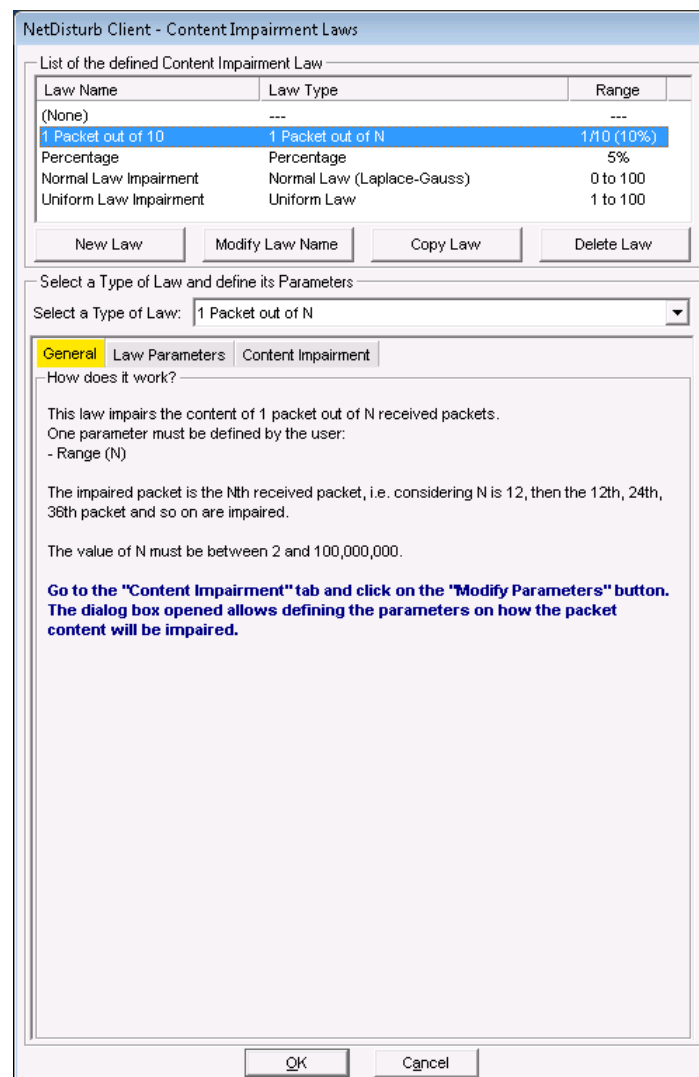 NetDisturb Client - Content Impairment Laws
List of the defined Content Impairment Law
Law Name Law Type Range
(None) --- ---
1 Packet out of 10 1 Packet out of N 1/10 (10%)
Percentage Percentage 5%
Normal Law Impairment Normal Law (Laplace-Gauss) 0 to 100
Uniform Law Impairment Uniform Law 1 to 100
New Law Modify Law Name Copy Law Delete Law
Select a Type of Law and define its Parameters
Select a Type of Law: 1 Packet out of N
General Law Parameters Content Impairment
How does it work?
This law impairs the content of 1 packet out of N received packets.
One parameter must be defined by the user:
- Range (N)
The impaired packet is the Nth received packet, i.e. considering N is 12, then the 12th, 24th,
36th packet and so on are impaired.
The value of N must be between 2 and 100,000,000.
Go to the "Content Impairment" tab and click on the "Modify Parameters" button.
The dialog box opened allows defining the parameters on how the packet
content will be impaired.
OK Cancel